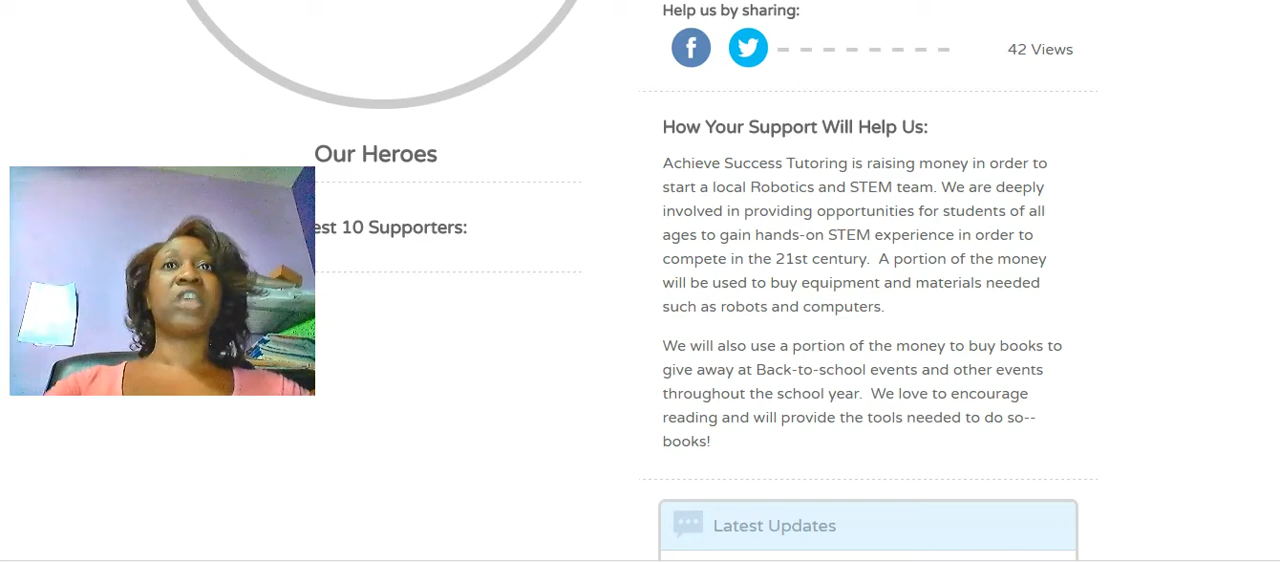 Help us by sharing:
42 Views
Our Heroes
est 10 Supporters:
How Your Support Will Help Us:
Achieve Success Tutoring is raising money in order to
start a local Robotics and STEM team. We are deeply
involved in providing opportunities for students of all
ages to gain hands-on STEM experience in order to
compete in the 21st century.  A portion of the money
will be used to buy equipment and materials needed
such as robots and computers.
We will also use a portion of the money to buy books to
give away at Back-to-school events and other events
throughout the school year.  We love to encourage
reading and will provide the tools needed to do so--
books!
Latest Updates